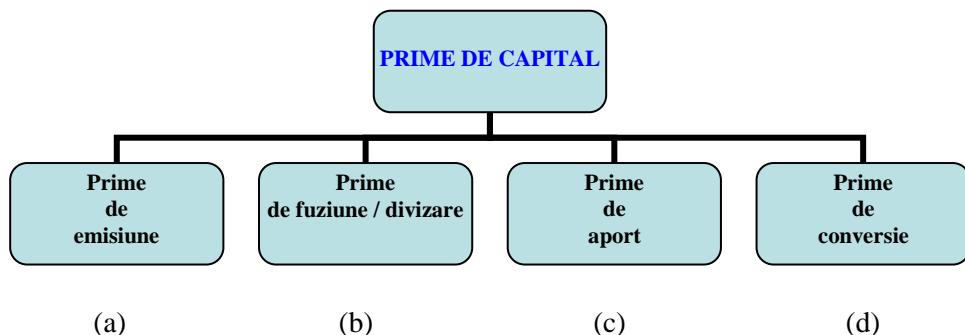 PRIME DE CAPITAL
Prime
de
emisiune
Prime
de fuziune / divizare
Prime
de
aport
Prime
de
conversie
(a)
(b)
(c)
(d)